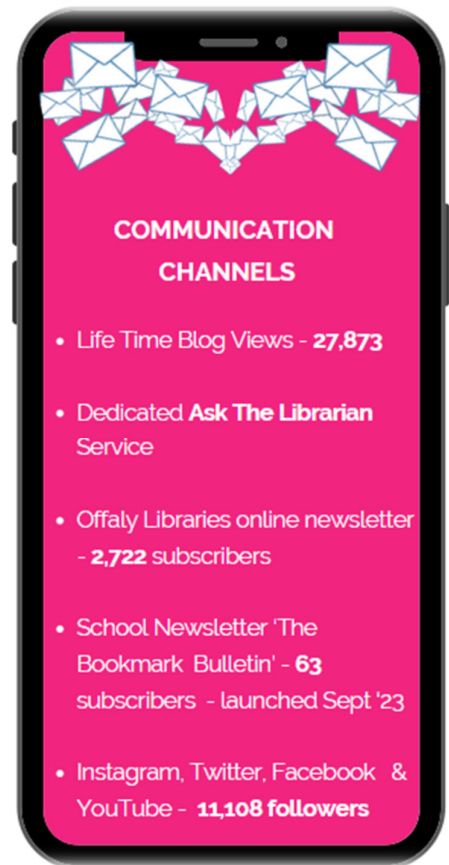 COMMUNICATION
CHANNELS
• Life Time Blog Views - 27,873
• Dedicated Ask The Librarian
Service
• Offaly Libraries online newsletter
- 2,722 subscribers
• School Newsletter 'The
Bookmark Bulletin' - 63
subscribers - launched Sept '23
• Instagram, Twitter, Facebook &
YouTube - 11,108 followers